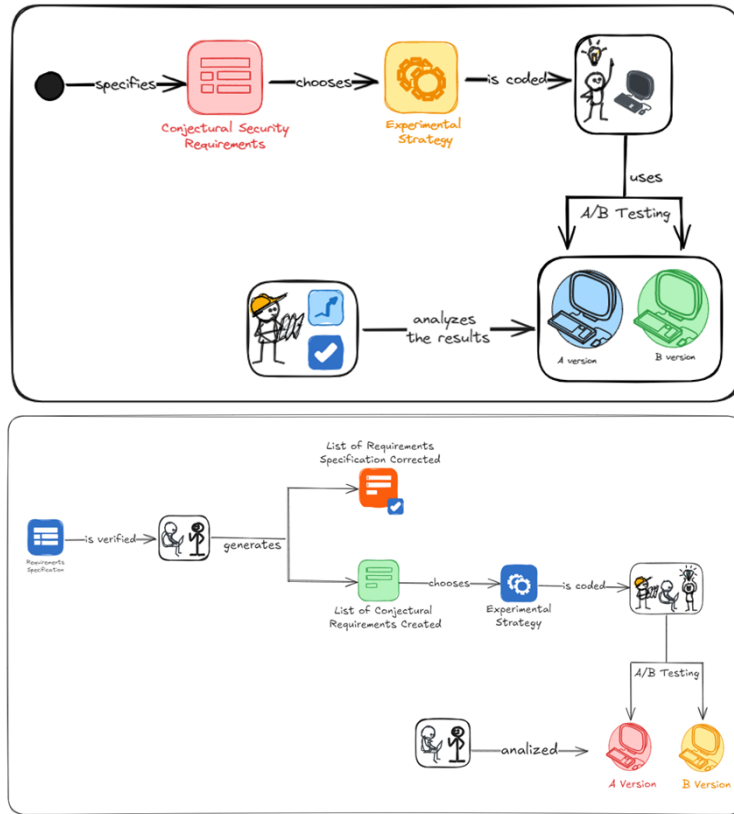 specifies
Conjectural Security
Requirements
chooses
Experimental
Strategy
is coded
uses
A/B Testing
analyzes
the results
A version
B version
List of Requirements
Specification Corrected
Requirements
Specification
is verified
generates
List of Conjectural
Requirements Created
chooses
Experimental
Strategy
is coded
A/B Testing
analized
A Version
B Version